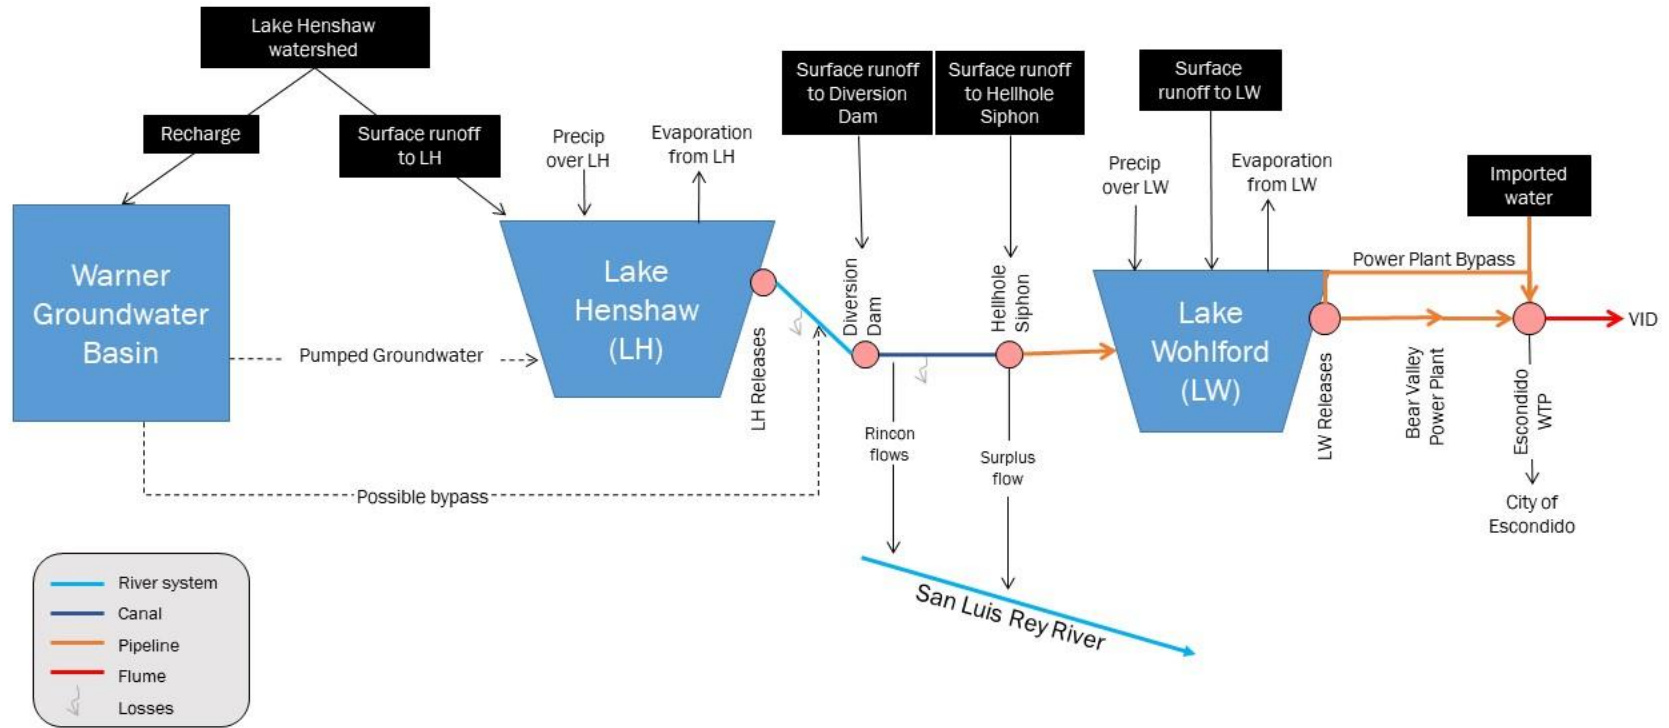 Lake Henshaw
watershed
Recharge
Surface runoff
to LH
Precip
over LH
Evaporation
from LH
Surface runoff
to Diversion
Dam
Surface runoff
to Hellhole
Siphon
Surface
runoff to LW
Precip
over LW
Evaporation
from LW
Imported
water
Warner
Groundwater
Basin
Pumped Groundwater
Lake
Henshaw
(LH)
LH Releases
Diversion
Dam
Hellhole
Siphon
Lake
Wohlford
(LW)
Power Plant Bypass
LW Releases
Bear Valley
Power Plant
Escondido
WTP
VID
Rincon
flows
Surplus
flow
Possible bypass
City of
Escondido
San Luis Rey River
River system
Canal
Pipeline
Flume
Losses